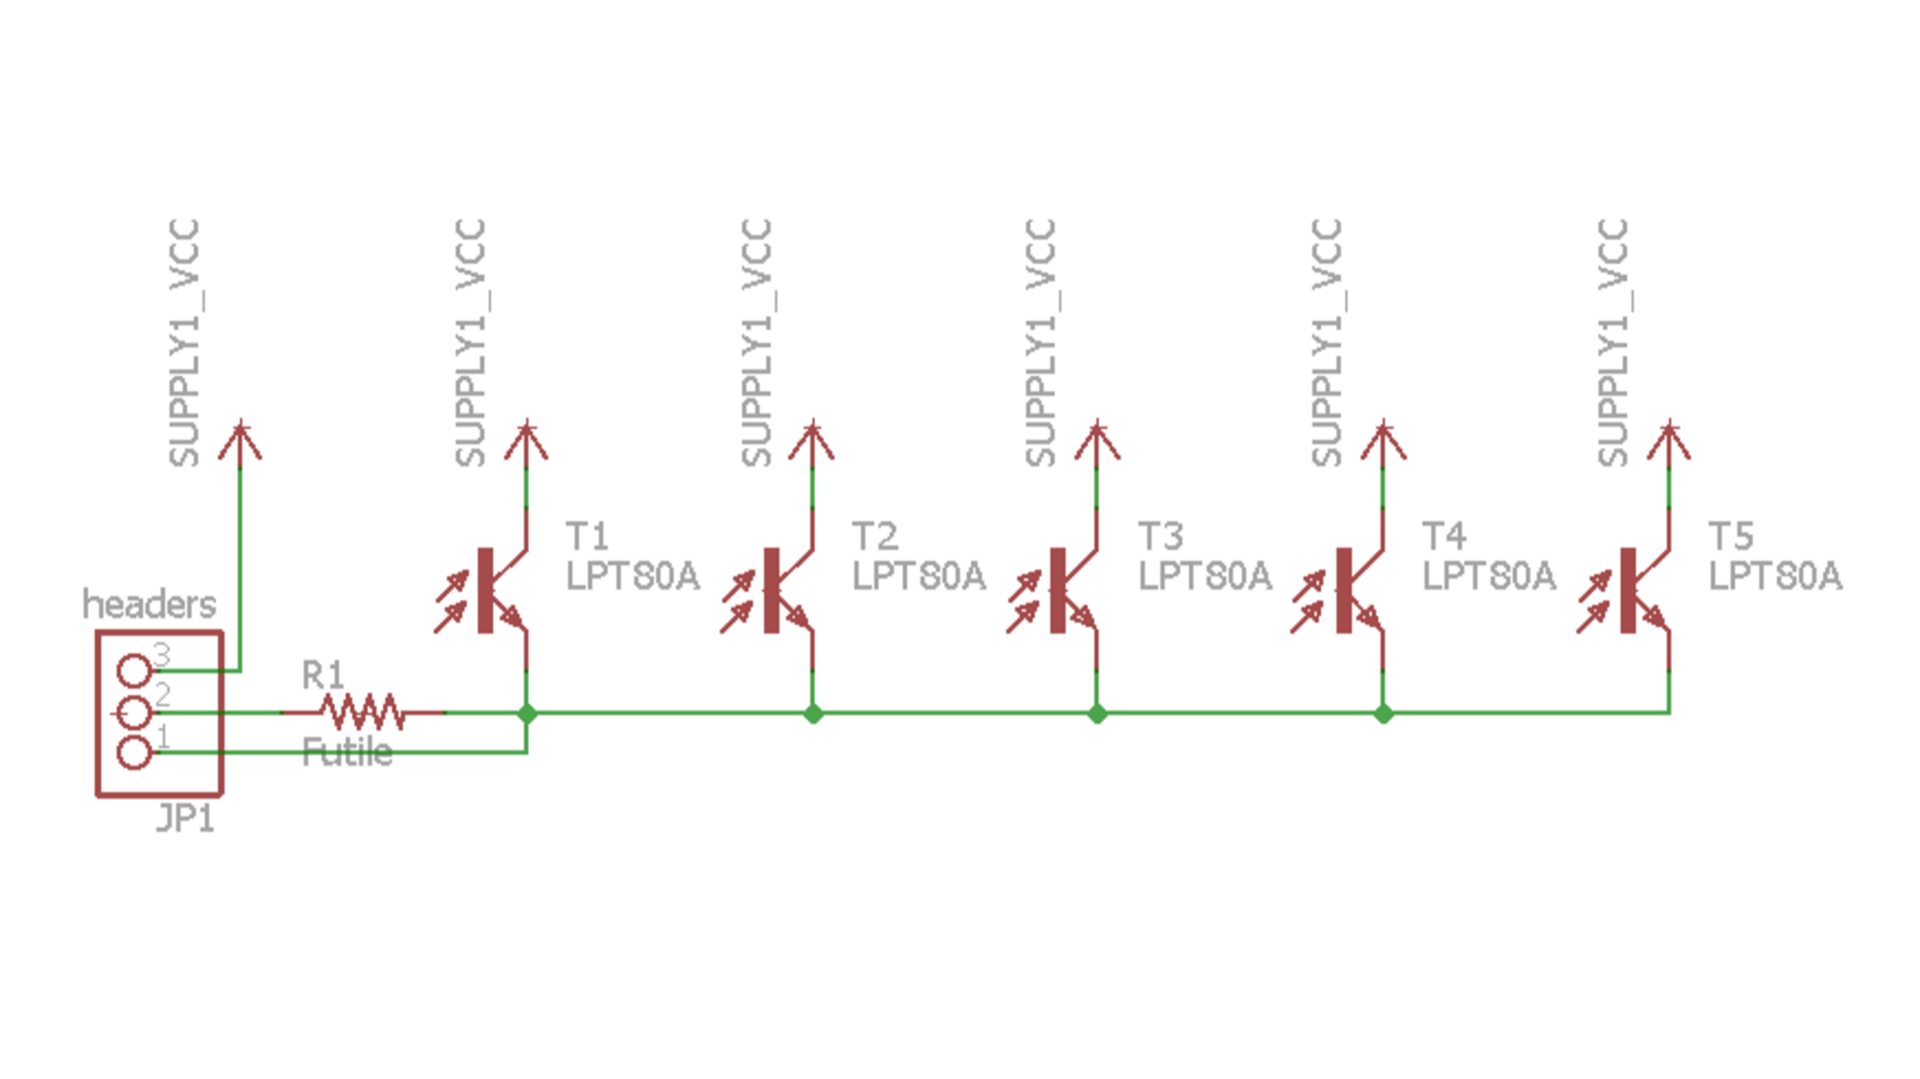 SUPPLY1_VCC
SUPPLY1_VCC
SUPPLY1_VCC
SUPPLY1_VCC
SUPPLY1_VCC
SUPPLY1_VCC
T1
LPT80A
T2
LPT80A
T3
LPT80A
T4
LPT80A
T5
LPT80A
headers
3
2
1
JP1
R1
Futile